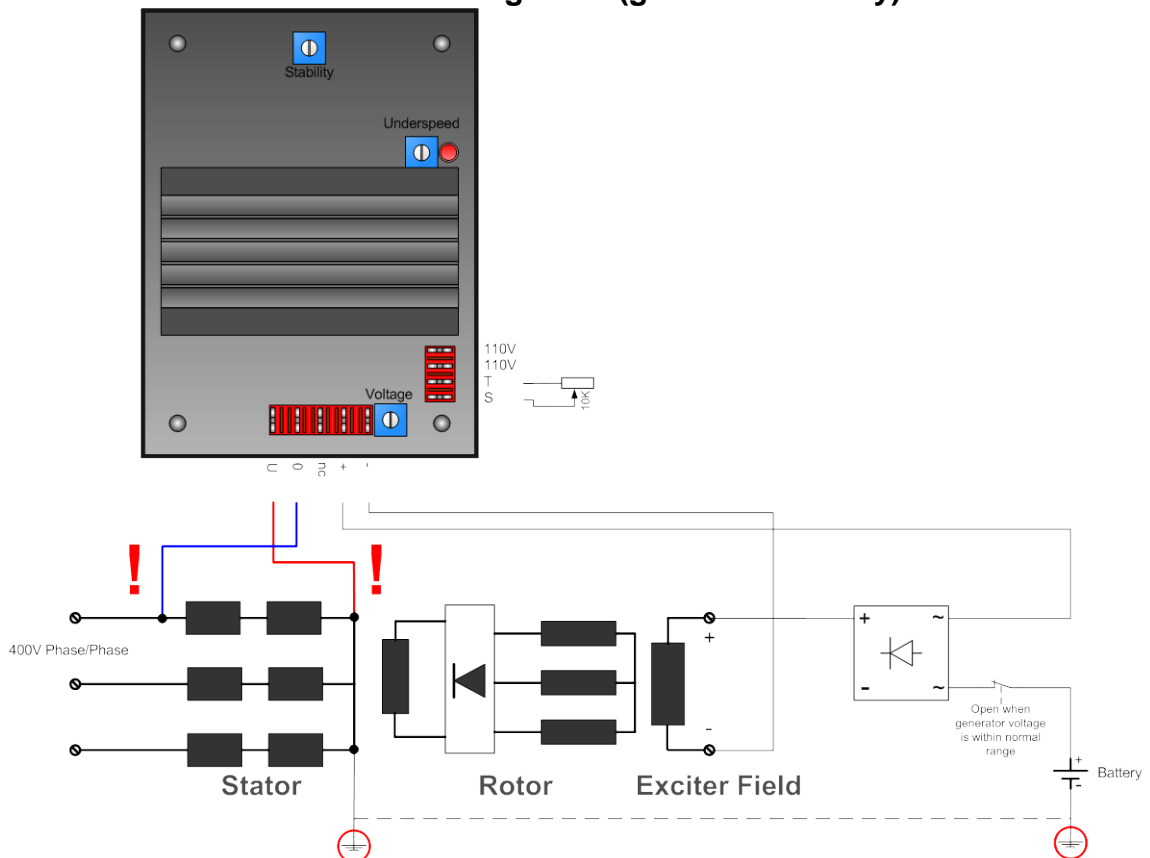 Stability
Underspeed
110V
110V
T
S
10K
Voltage
U
0
nc
+
-
!
!
400V Phase/Phase
+
-
+
-
~
~
Open when
generator voltage
is within normal
range
+
-
Battery
Stator
Rotor
Exciter Field